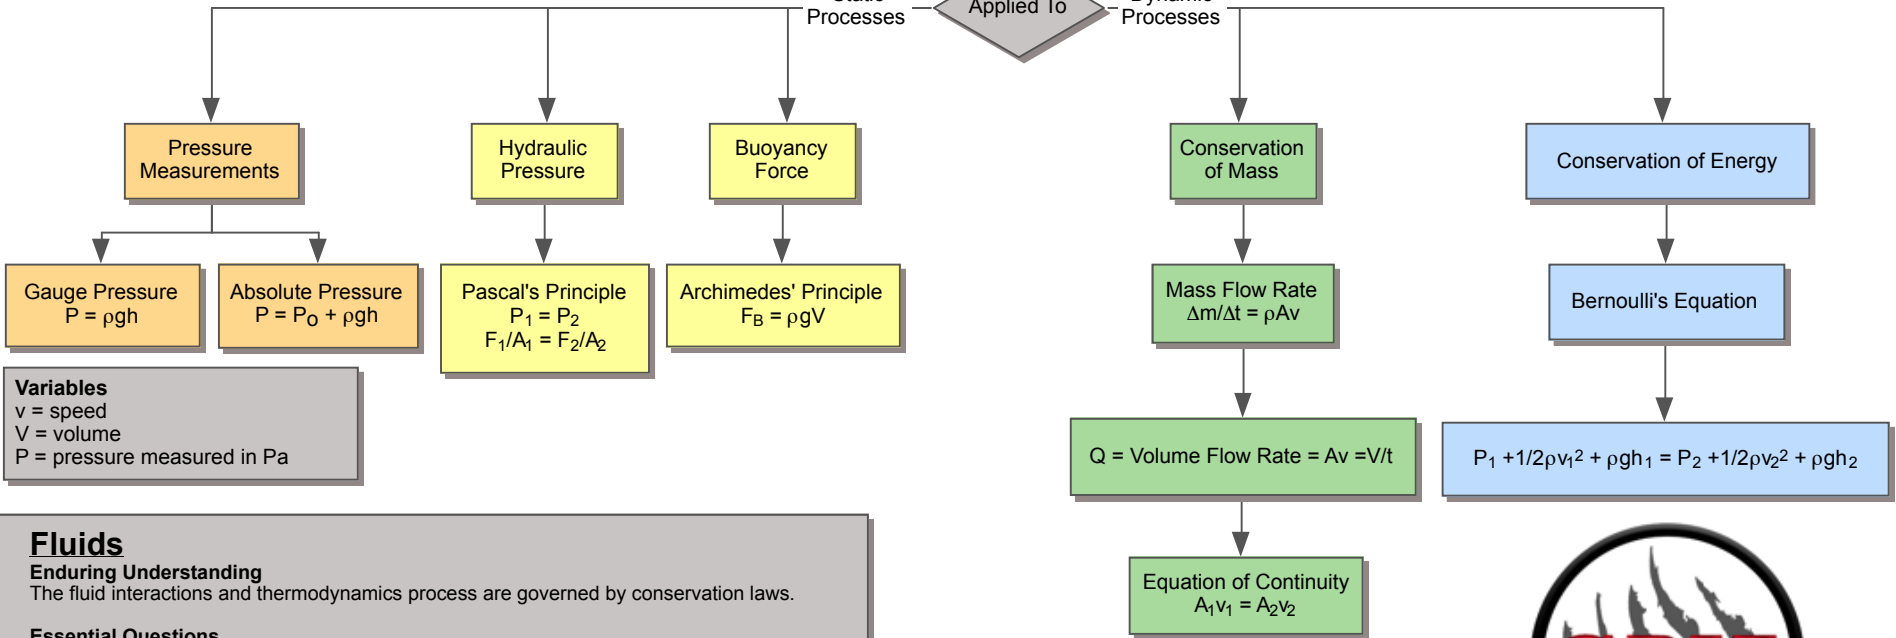 Static
Processes
Applied To
Dynamic
Processes
Pressure
Measurements
Hydraulic
Pressure
Buoyancy
Force
Conservation
of Mass
Conservation of Energy
Gauge Pressure
P = ρgh
Absolute Pressure
P = P₀ + ρgh
Pascal's Principle
P₁ = P₂
F₁/A₁ = F₂/A₂
Archimedes' Principle
F_B = ρgV
Mass Flow Rate
Δm/Δt = ρAv
Bernoulli's Equation
Variables
v = speed
V = volume
P = pressure measured in Pa
Q = Volume Flow Rate = Av =V/t
P₁ +1/2ρv₁² + ρgh₁ = P₂ +1/2ρv₂² + ρgh₂
Equation of Continuity
A₁v₁ = A₂v₂
Fluids
Enduring Understanding
The fluid interactions and thermodynamics process are governed by conservation laws.
Essential Questions